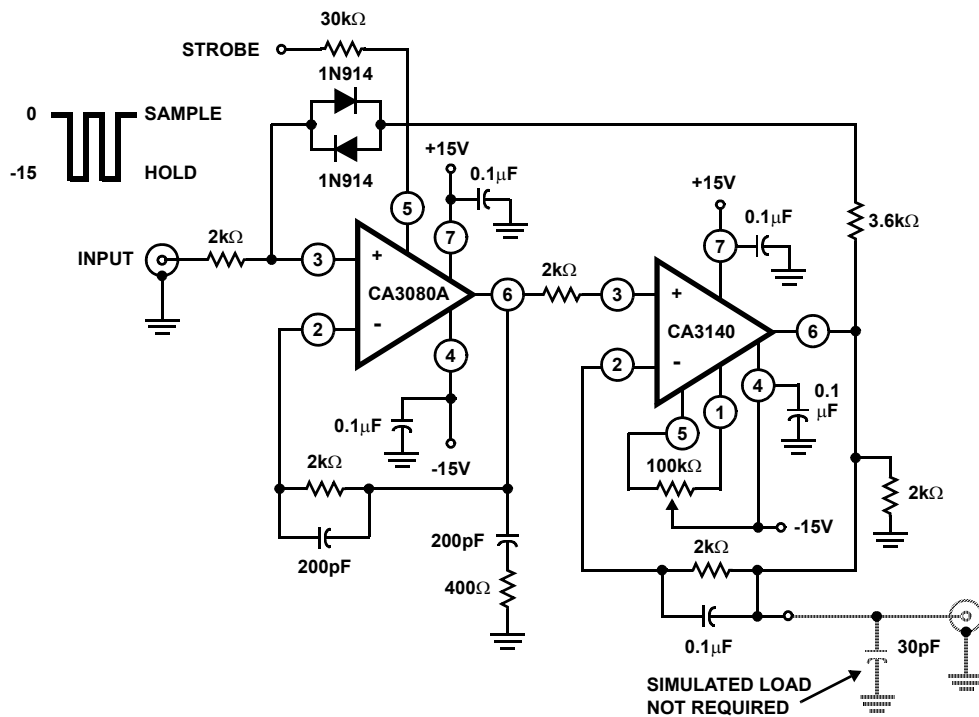 30kΩ
STROBE
1N914
0 SAMPLE
-15 HOLD
1N914
+15V
0.1μF
5
7
INPUT
2kΩ
3
+
CA3080A
6
2
-
4
0.1μF
-15V
2kΩ
200pF
200pF
400Ω
+15V
0.1μF
3.6kΩ
7
2kΩ
3
+
CA3140
6
2
-
4
0.1
μF
1
5
100kΩ
-15V
2kΩ
2kΩ
0.1μF
30pF
SIMULATED LOAD
NOT REQUIRED